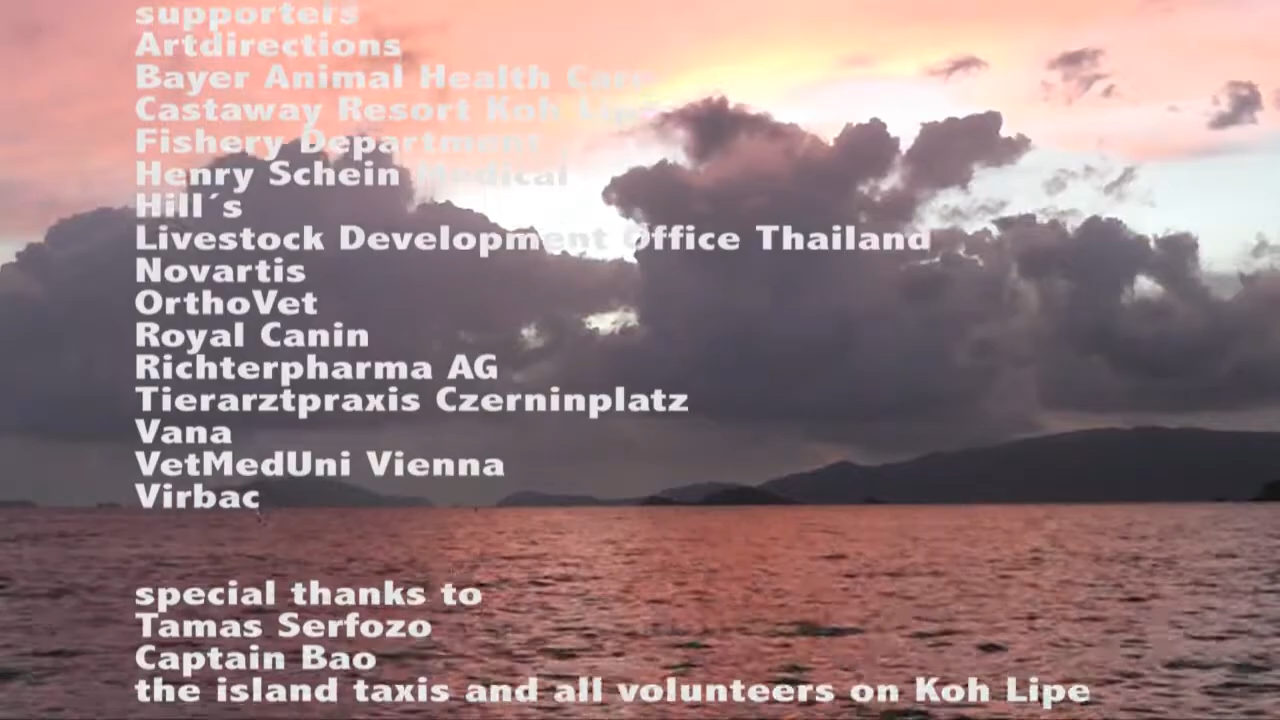 supporters
Artdirections
Bayer Animal Health Care
Castaway Resort Koh Lipe
Fishery Department
Henry Schein Medical
Hill´s
Livestock Development Office Thailand
Novartis
OrthoVet
Royal Canin
Richterpharma AG
Tierarztpraxis Czerninplatz
Vana
VetMedUni Vienna
Virbac
special thanks to
Tamas Serfozo
Captain Bao
the island taxis and all volunteers on Koh Lipe